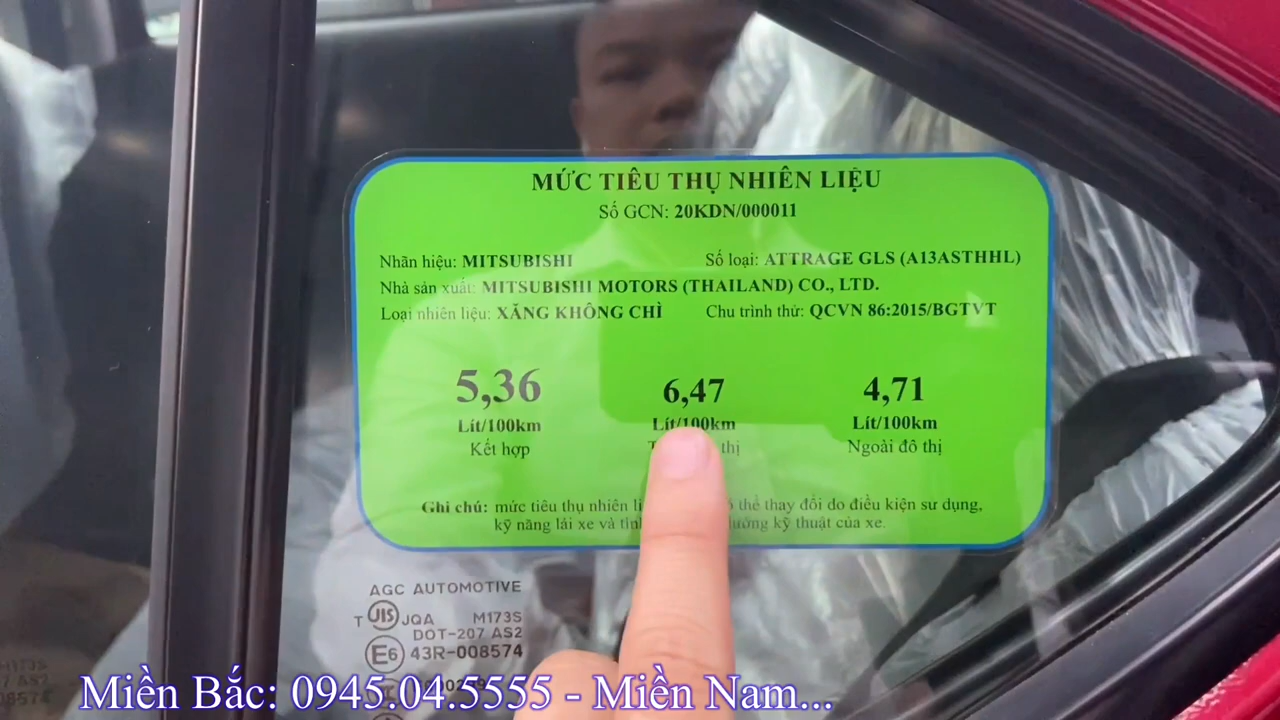 MỨC TIÊU THỤ NHIÊN LIỆU
Số GCN: 20KDN/000011
Nhãn hiệu: MITSUBISHI Số loại: ATTRAGE GLS (A13ASTHHL)
Nhà sản xuất: MITSUBISHI MOTORS (THAILAND) CO., LTD.
Loại nhiên liệu: XĂNG KHÔNG CHÌ Chu trình thử: QCVN 86:2015/BGTVT
5,36 6,47 4,71
Lít/100km Lít/100km Lít/100km
Kết hợp thị Ngoài đô thị
Ghi chú: mức tiêu thụ nhiên thể thay đổi do điều kiện sử dụng,
kỹ năng lái xe và kỹ thuật của xe.
AGC AUTOMOTIVE
T JIS JQA M173S
DOT-207 AS2
E6 43R-008574
Miền Bắc: 0945.04.5555 - Miền Nam...